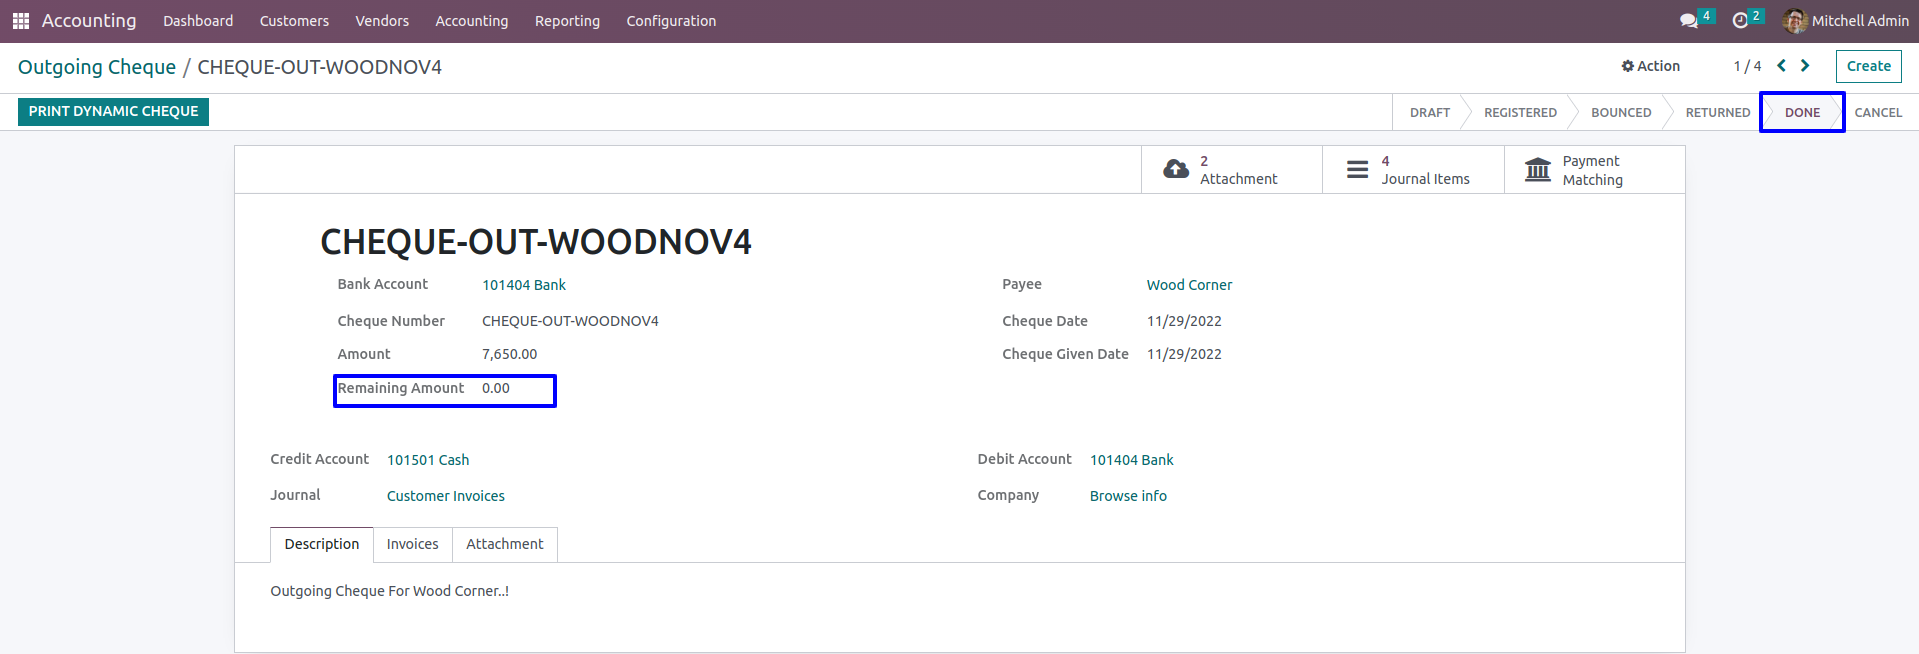 Accounting Dashboard Customers Vendors Accounting Reporting Configuration 4 2 Mitchell Admin
Outgoing Cheque / CHEQUE-OUT-WOODNOV4 Action 1 / 4 Create
PRINT DYNAMIC CHEQUE DRAFT REGISTERED BOUNCED RETURNED DONE CANCEL
2 Attachment
4 Journal Items
Payment Matching
CHEQUE-OUT-WOODNOV4
Bank Account 101404 Bank Payee Wood Corner
Cheque Number CHEQUE-OUT-WOODNOV4 Cheque Date 11/29/2022
Amount 7,650.00 Cheque Given Date 11/29/2022
Remaining Amount 0.00
Credit Account 101501 Cash Debit Account 101404 Bank
Journal Customer Invoices Company Browse info
Description Invoices Attachment
Outgoing Cheque For Wood Corner..!